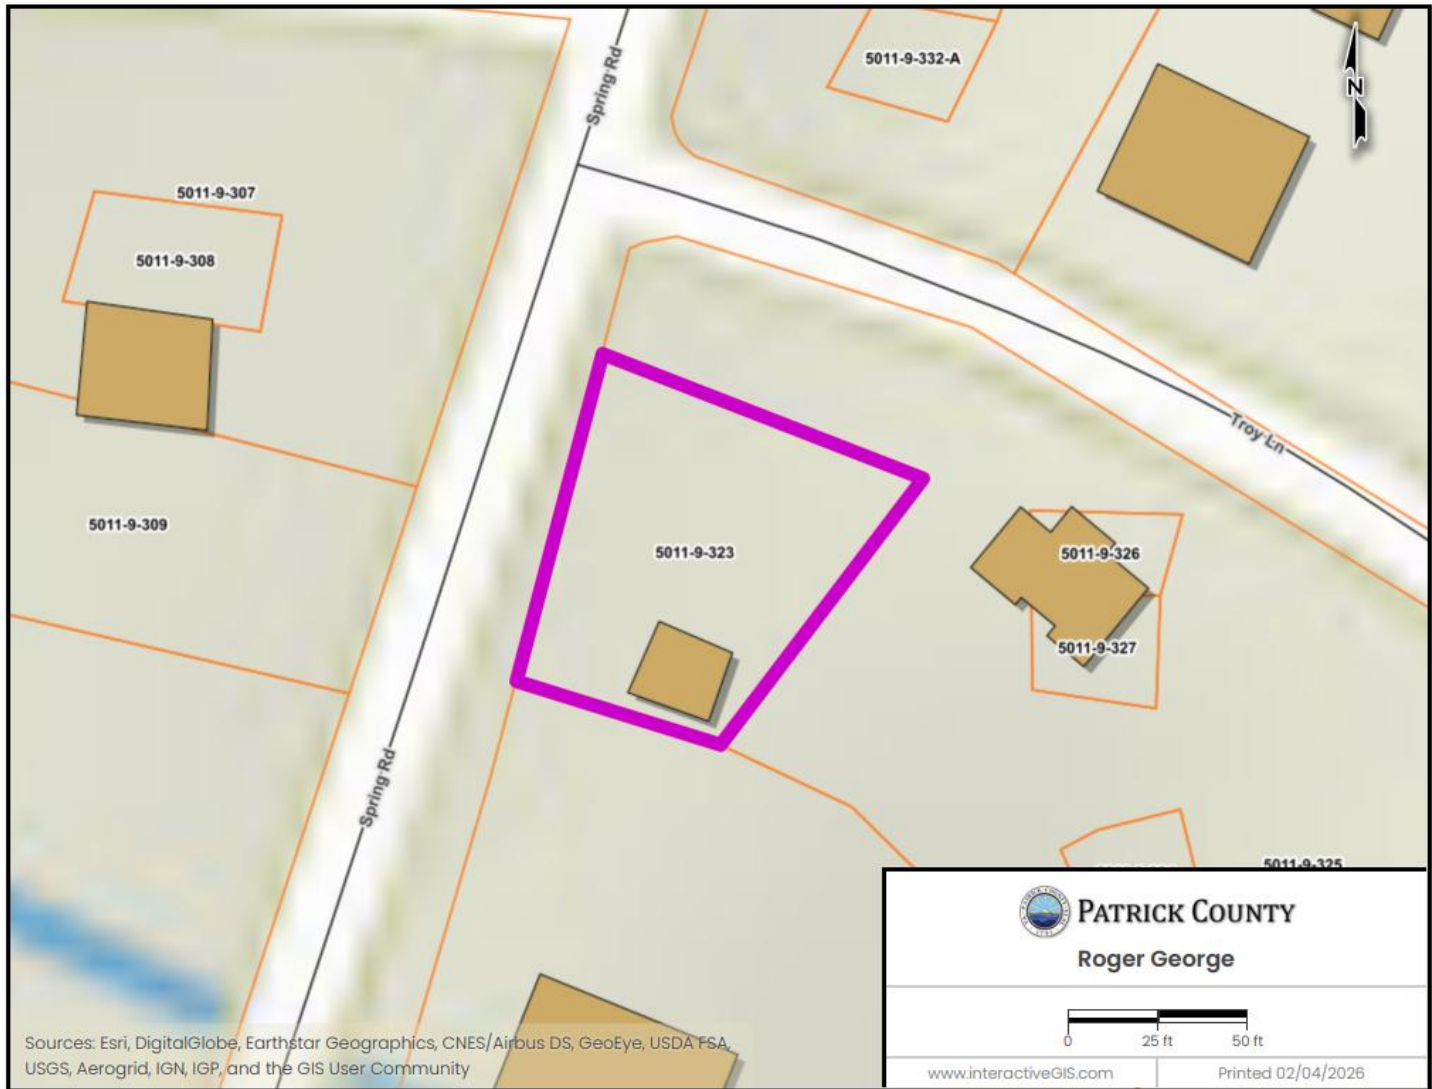 Spring Rd
5011-9-332-A
N
5011-9-307
5011-9-308
Troy Ln
5011-9-309
5011-9-323
5011-9-326
5011-9-327
Spring Rd
5011-9-325
PATRICK COUNTY
Roger George
0 25 ft 50 ft
www.interactiveGIS.com Printed 02/04/2026
Sources: Esri, DigitalGlobe, Earthstar Geographics, CNES/Airbus DS, GeoEye, USDA FSA,
USGS, Aerogrid, IGN, IGP, and the GIS User Community